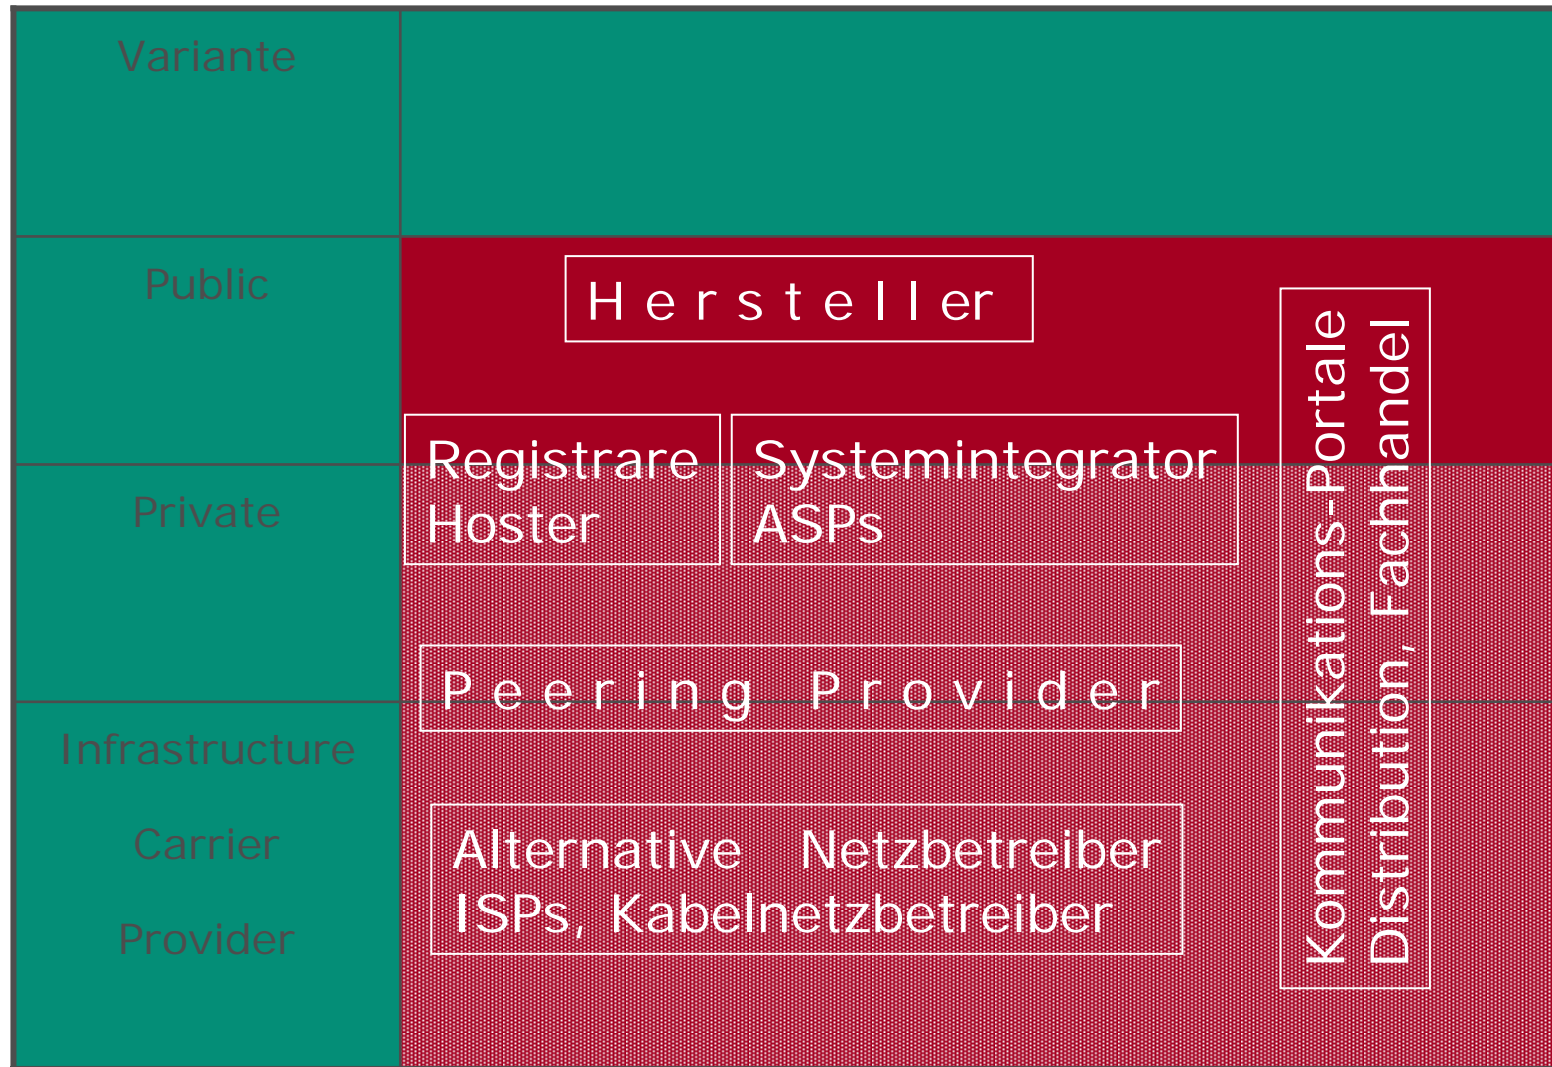 Variante
Public
Hersteller
Registrare
Hoster
Systemintegrator
ASPs
Private
Peering Provider
Infrastructure
Carrier
Provider
Alternative Netzbetreiber
ISPs, Kabelnetzbetreiber
Kommunikations-Portale
Distribution, Fachhandel